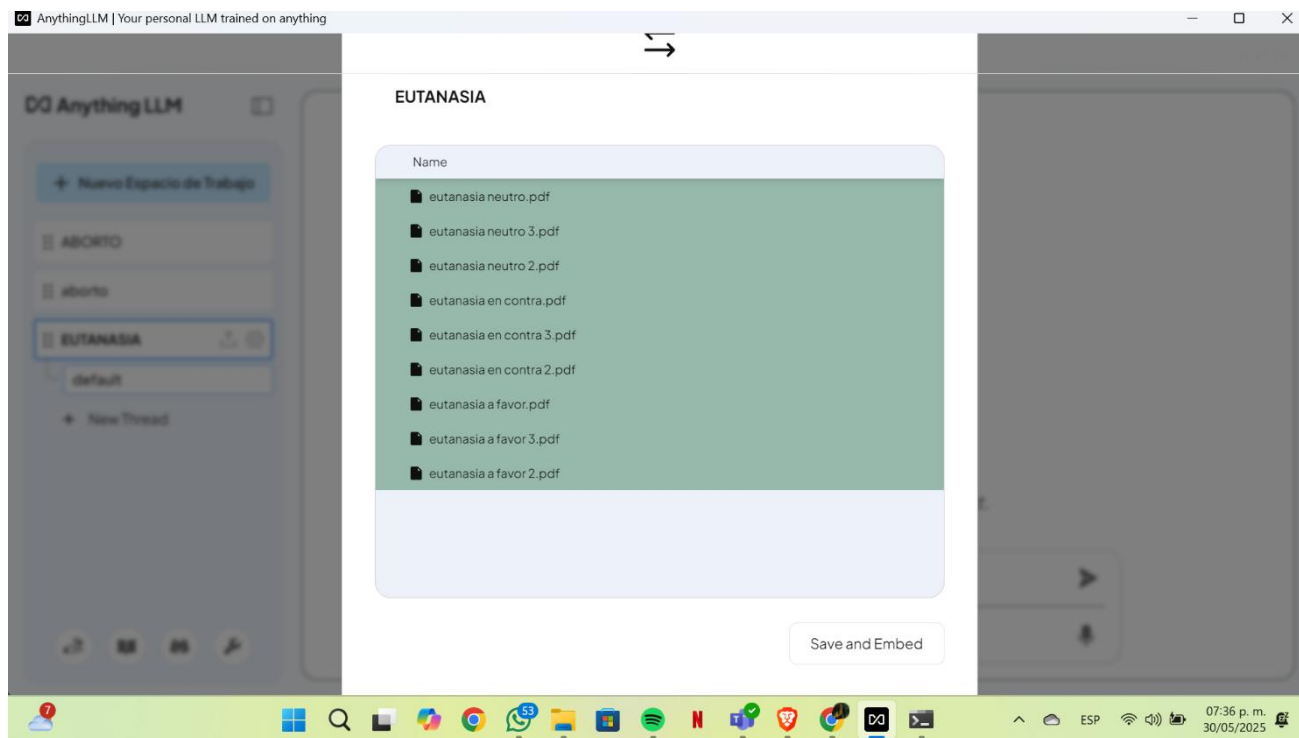 AnythingLLM | Your personal LLM trained on anything
Anything LLM
+ Nuevo Espacio de Trabajo
ABORTO
aborto
EUTANASIA
default
+ New Thread
EUTANASIA
Name
eutanasia neutro.pdf
eutanasia neutro 3.pdf
eutanasia neutro 2.pdf
eutanasia en contra.pdf
eutanasia en contra 3.pdf
eutanasia en contra 2.pdf
eutanasia a favor.pdf
eutanasia a favor 3.pdf
eutanasia a favor 2.pdf
Save and Embed
7
53
N
ESP
07:36 p. m.
30/05/2025